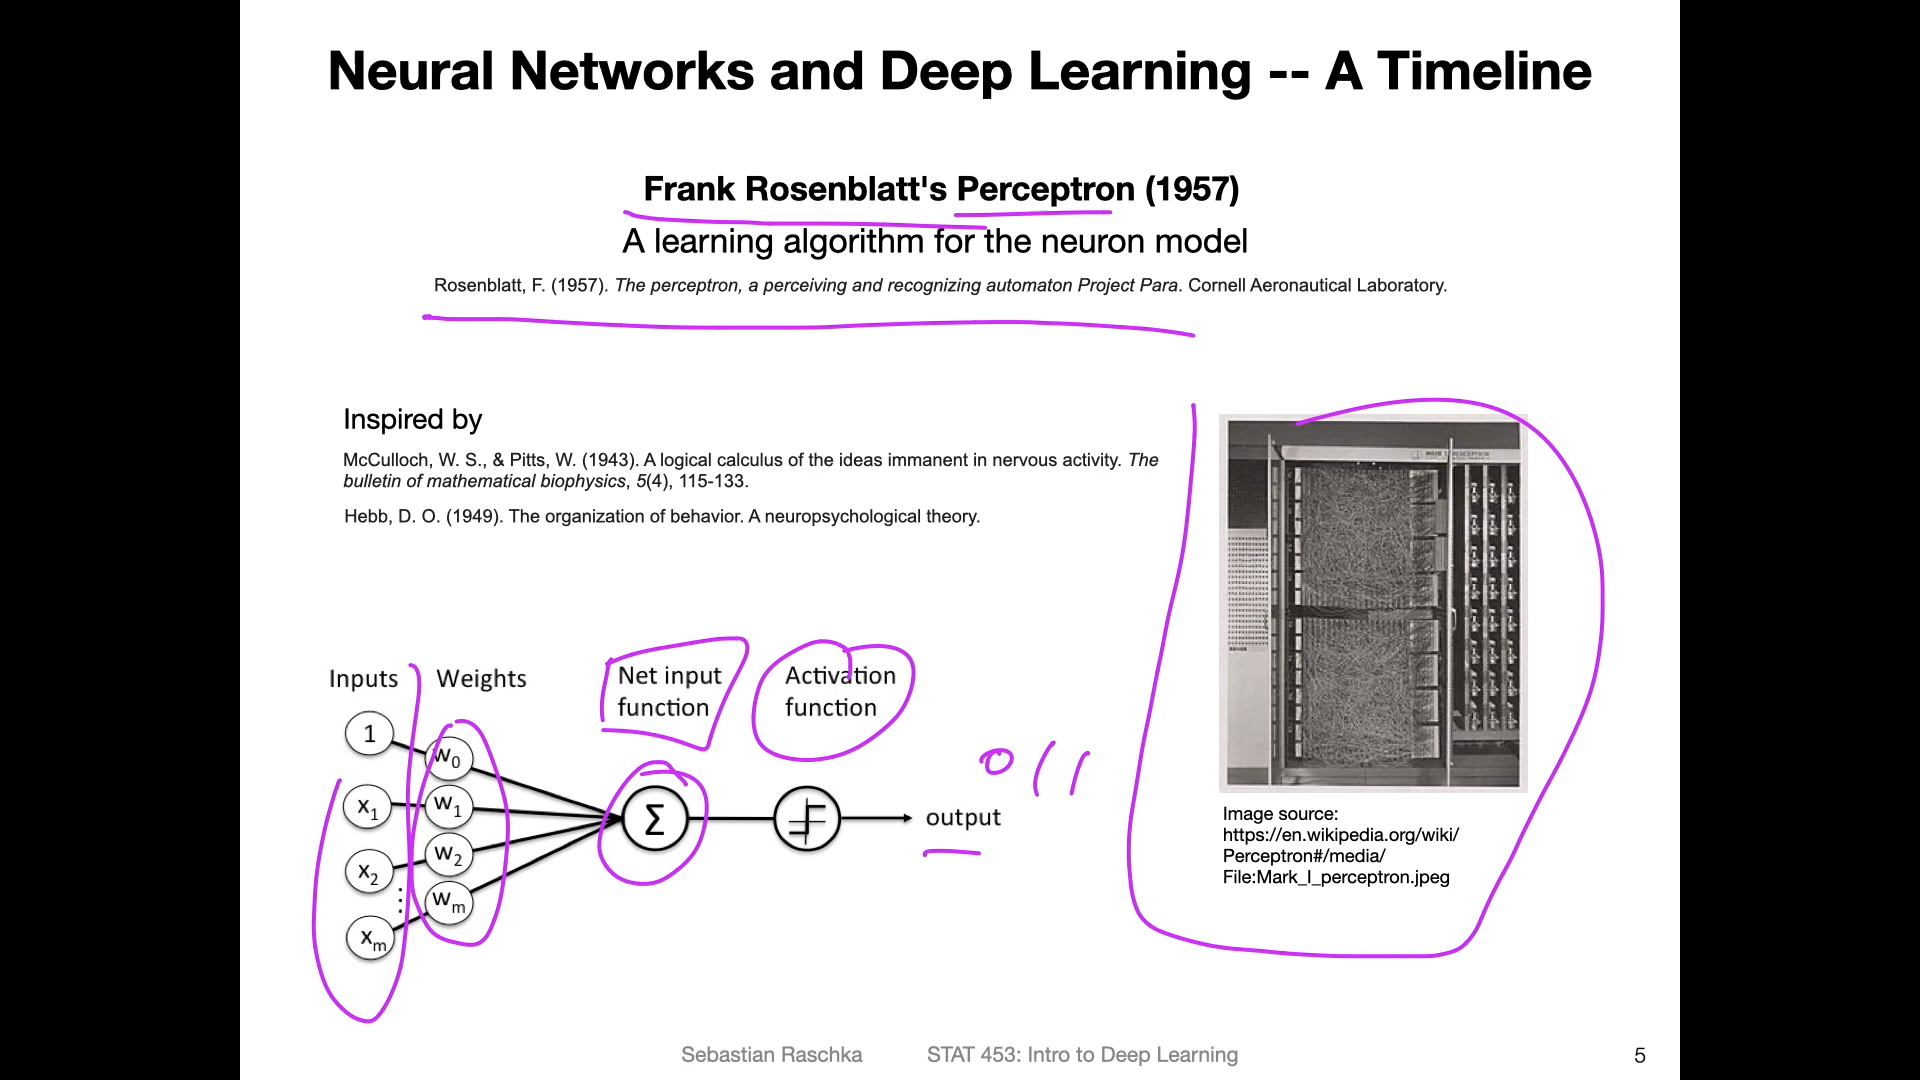 Neural Networks and Deep Learning -- A Timeline
Frank Rosenblatt's Perceptron (1957)
A learning algorithm for the neuron model
Rosenblatt, F. (1957). The perceptron, a perceiving and recognizing automaton Project Para. Cornell Aeronautical Laboratory.
Inspired by
McCulloch, W. S., & Pitts, W. (1943). A logical calculus of the ideas immanent in nervous activity. The
bulletin of mathematical biophysics, 5(4), 115-133.
Hebb, D. O. (1949). The organization of behavior. A neuropsychological theory.
Inputs
Weights
Net input
function
Activation
function
1
x1
x2
⋮
xm
w0
w1
w2
wm
Σ
output
0 / 1
Image source:
https://en.wikipedia.org/wiki/
Perceptron#/media/
File:Mark_I_perceptron.jpeg
Sebastian Raschka
STAT 453: Intro to Deep Learning
5